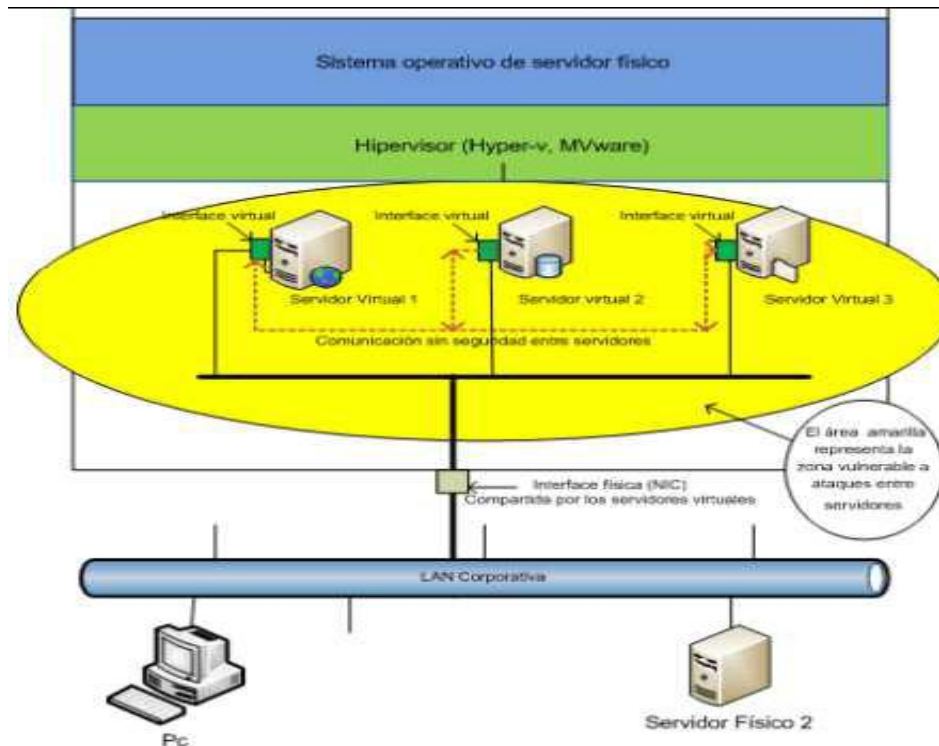 Sistema operativo de servidor físico
Hipervisor (Hyper-v, MVware)
Interface virtual
Interface virtual
Interface virtual
Servidor Virtual 1
Servidor virtual 2
Servidor Virtual 3
Comunicación sin seguridad entre servidores
El área amarilla
representa la
zona vulnerable a
ataques entre
servidores
Interface física (NIC)
Compartida por los servidores virtuales
LAN Corporativa
Pc
Servidor Físico 2